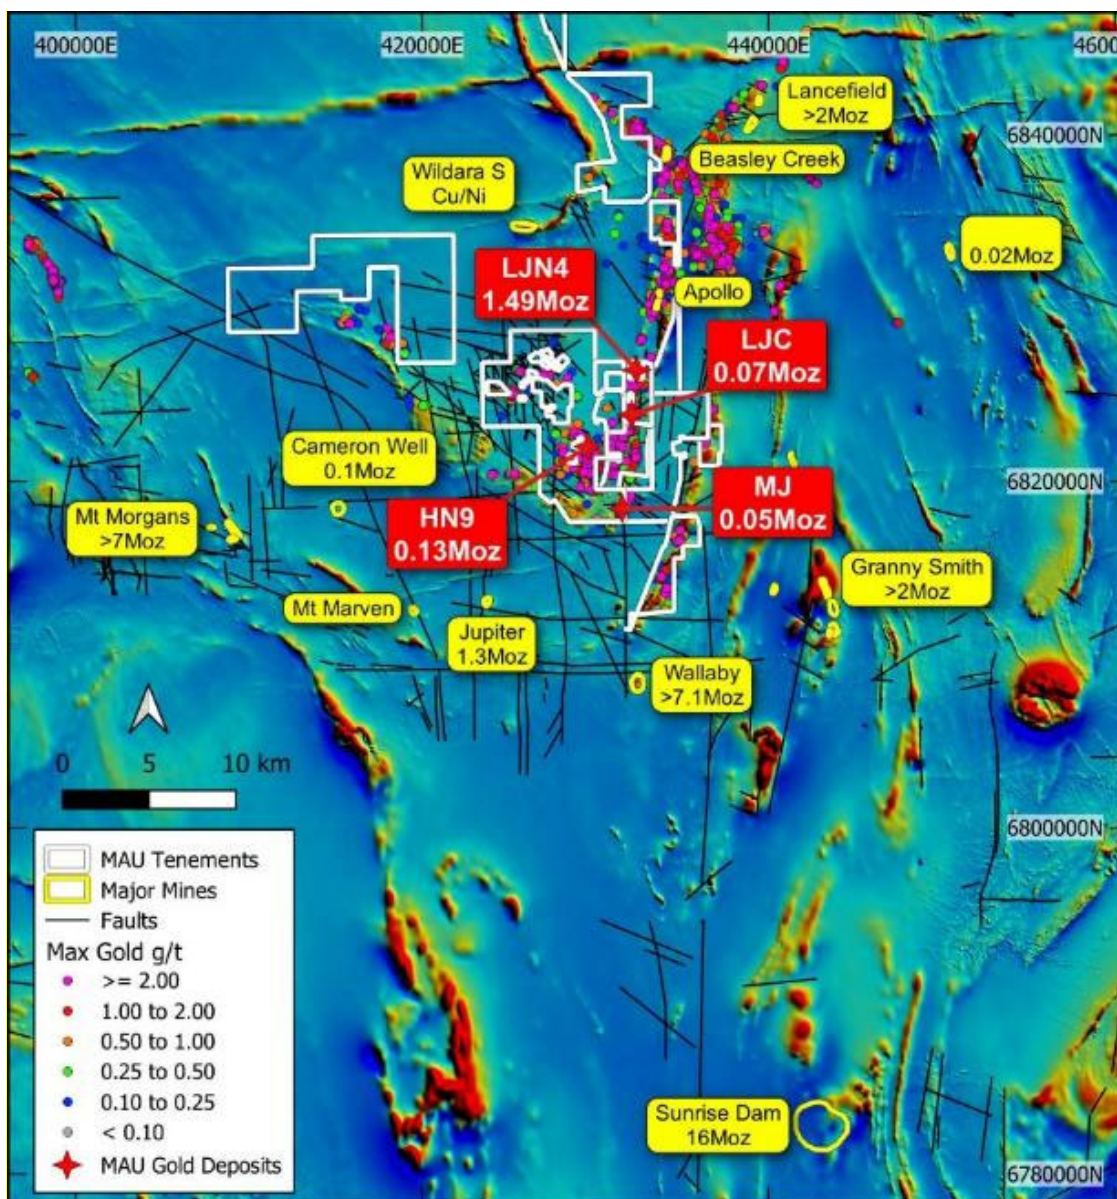 400000E
420000E
440000E
4600
Lancefield
>2Moz
6840000N
Beasley Creek
Wildara S
Cu/Ni
0.02Moz
LJN4
1.49Moz
Apollo
LJC
0.07Moz
Cameron Well
0.1Moz
6820000N
MJ
0.05Moz
HN9
0.13Moz
Mt Morgans
>7Moz
Granny Smith
>2Moz
Mt Marven
Jupiter
1.3Moz
Wallaby
>7.1Moz
0 5 10 km
6800000N
MAU Tenements
Major Mines
Faults
Max Gold g/t
>= 2.00
1.00 to 2.00
0.50 to 1.00
0.25 to 0.50
0.10 to 0.25
< 0.10
MAU Gold Deposits
Sunrise Dam
16Moz
6780000N